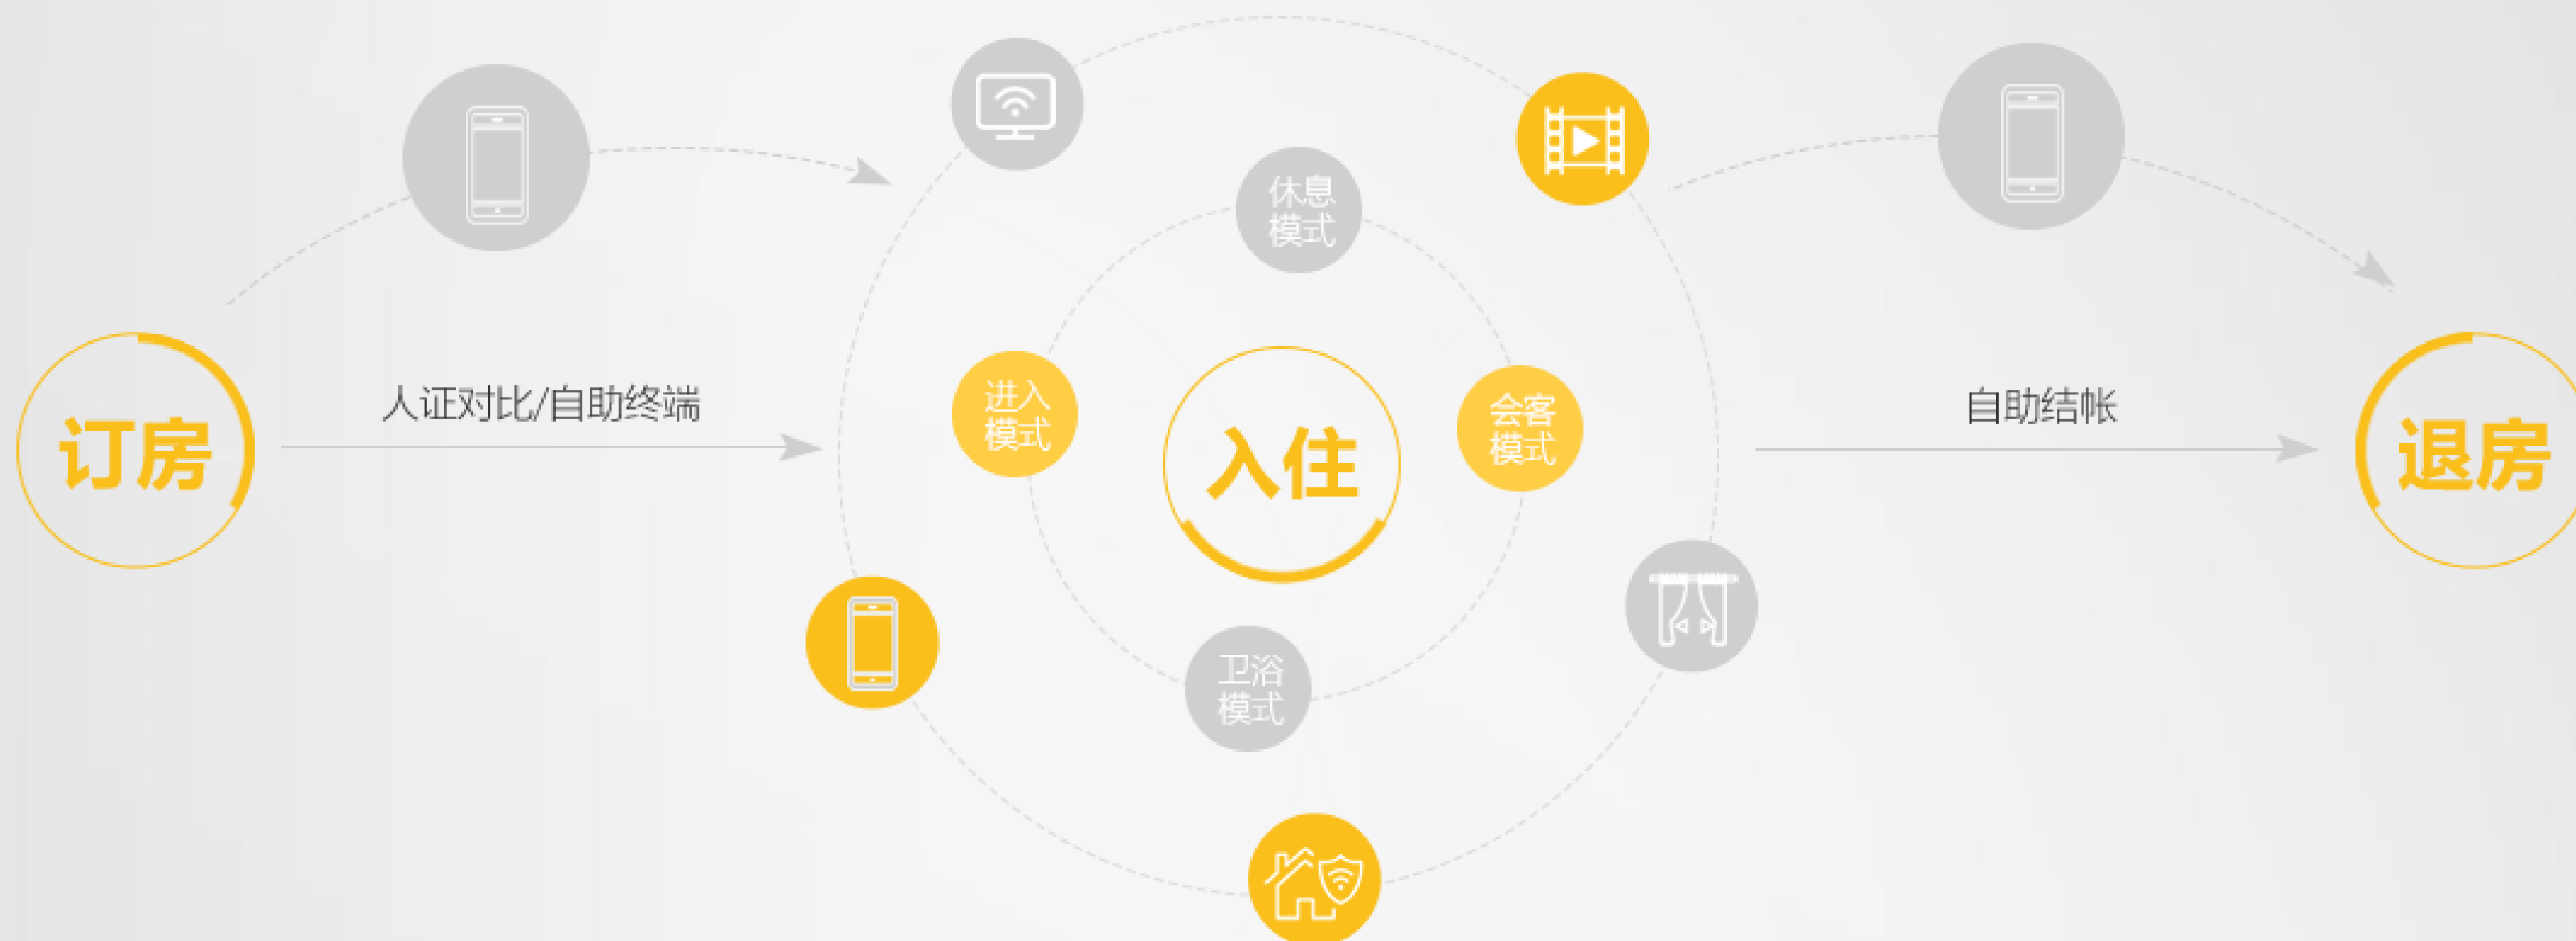 休息
模式
人证对比/自助终端
进入
模式
会客
模式
自助结帐
订房
入住
退房
卫浴
模式